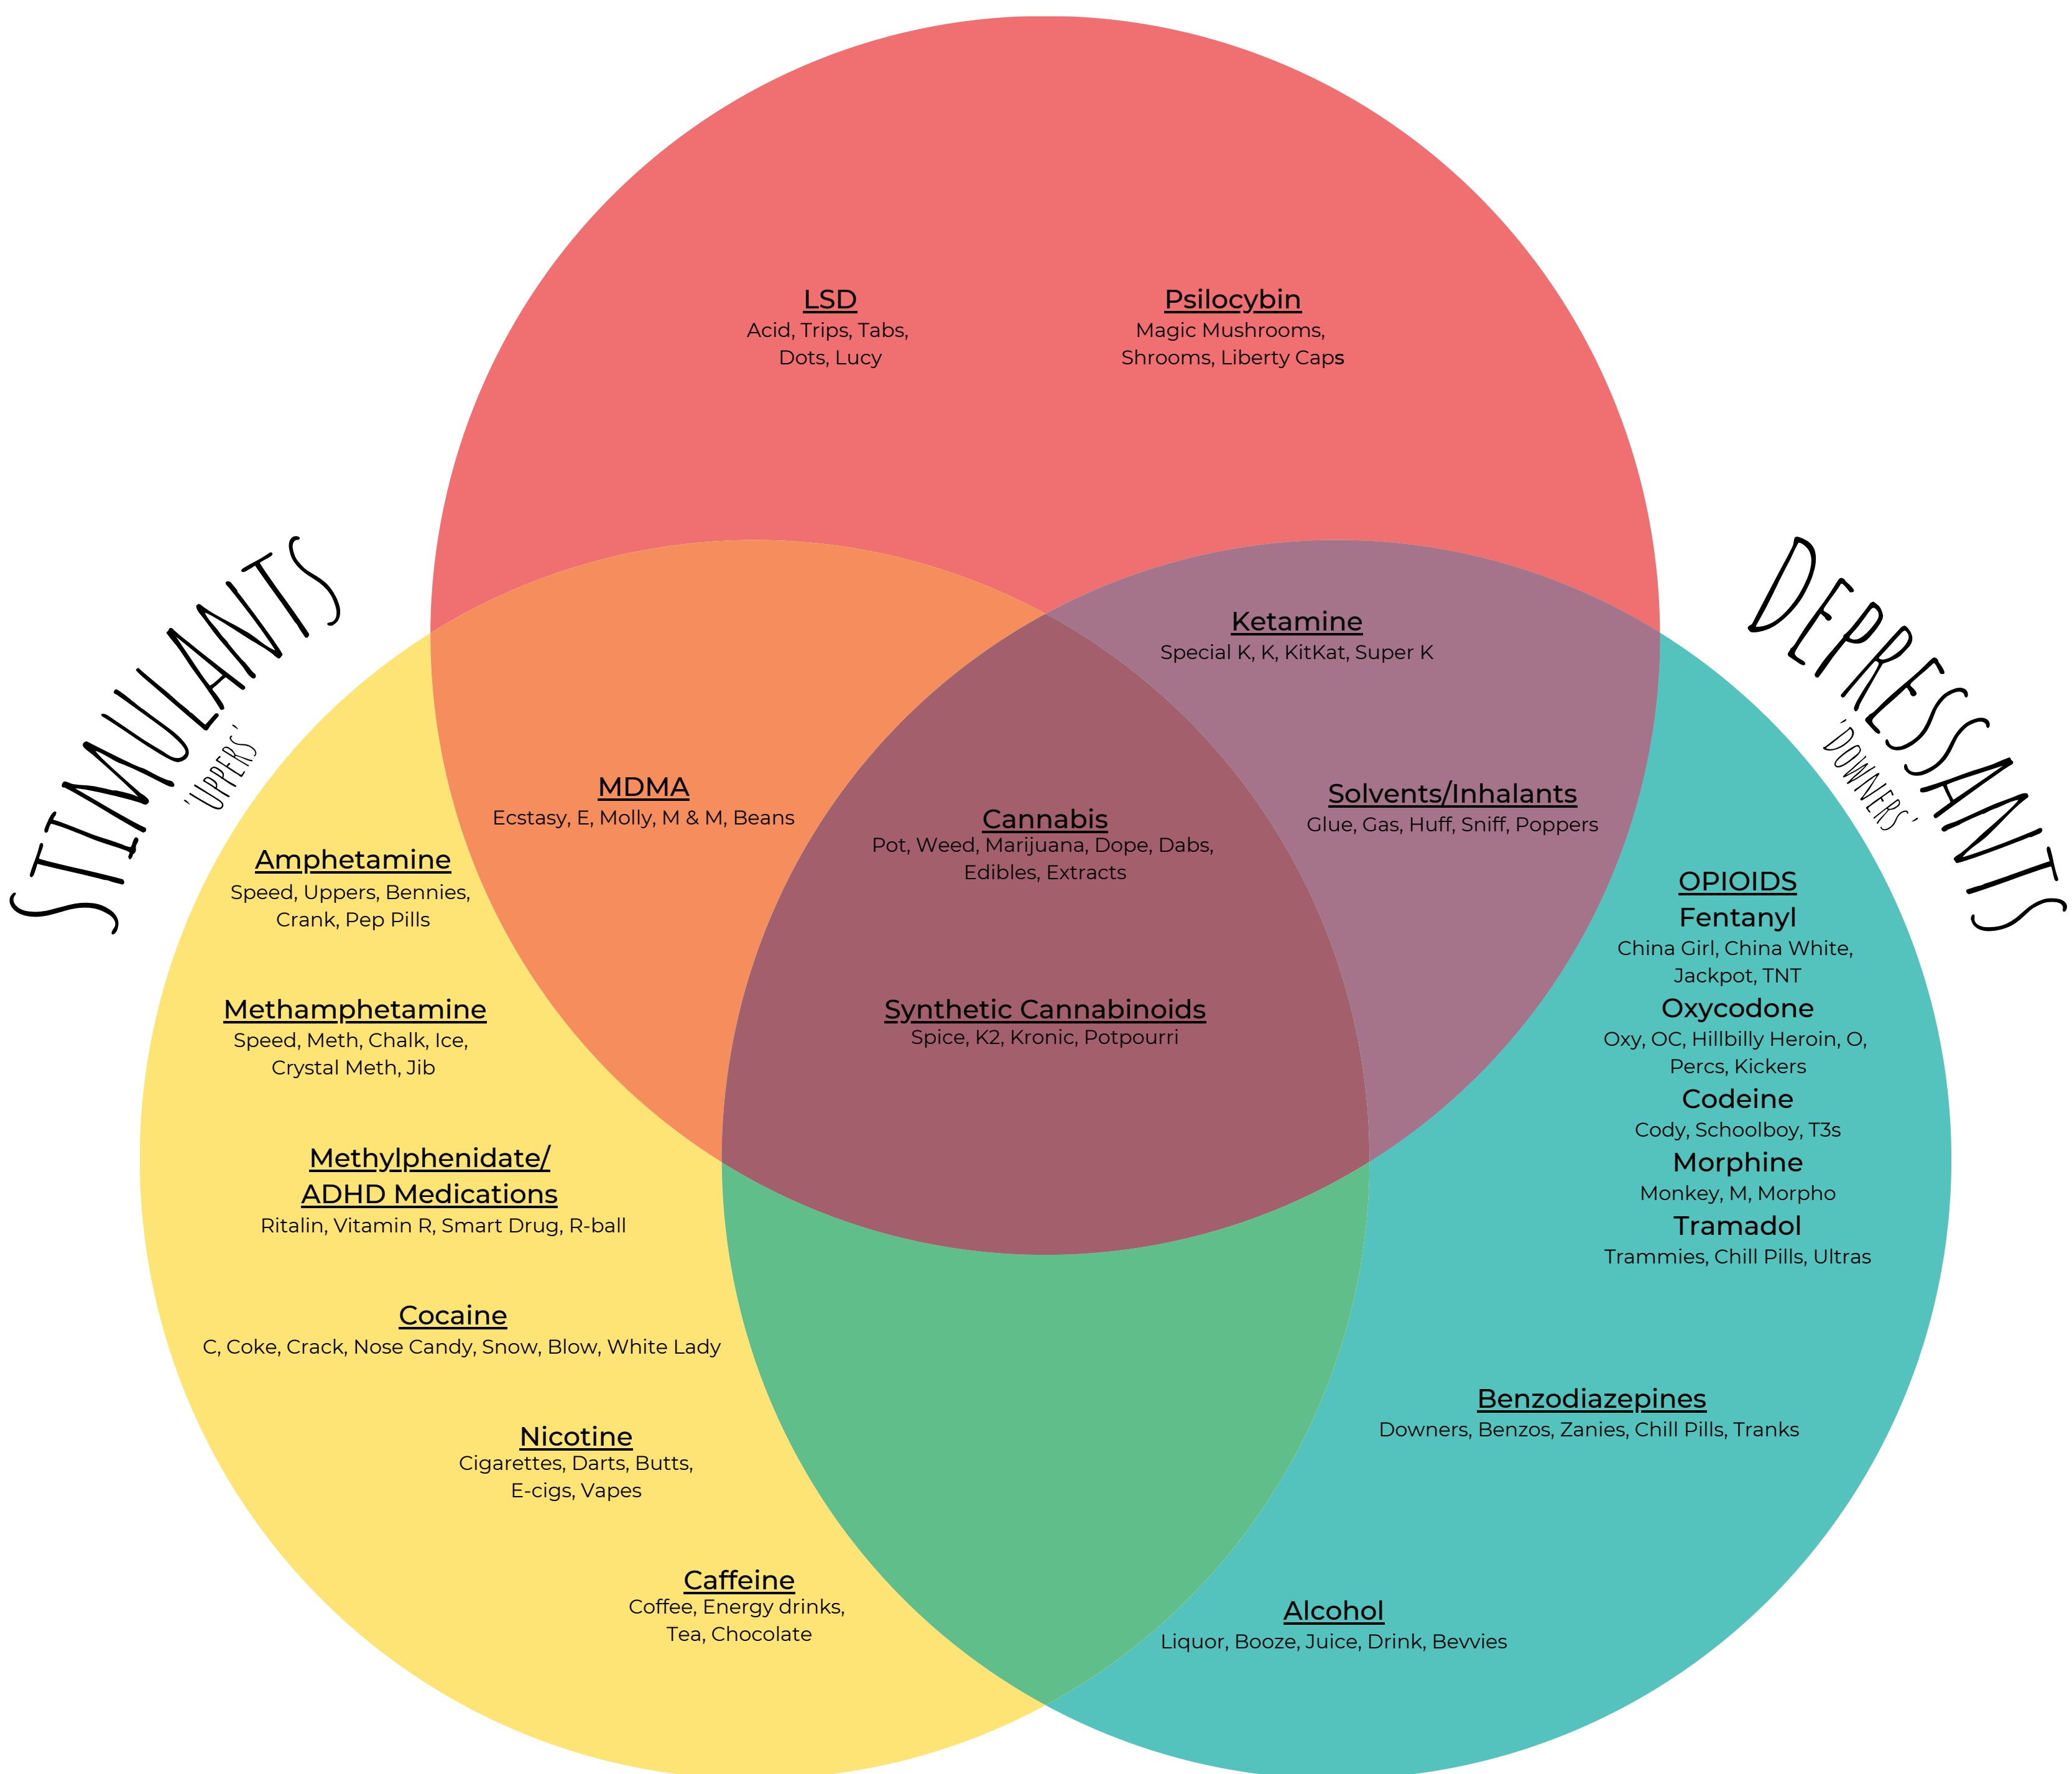 LSD
Acid, Trips, Tabs,
Dots, Lucy
Psilocybin
Magic Mushrooms,
Shrooms, Liberty Caps
STIMULANTS
'UPPERS'
DEPRESSANTS
'DOWNERS'
Ketamine
Special K, K, KitKat, Super K
MDMA
Ecstasy, E, Molly, M & M, Beans
Solvents/Inhalants
Glue, Gas, Huff, Sniff, Poppers
Cannabis
Pot, Weed, Marijuana, Dope, Dabs,
Edibles, Extracts
Synthetic Cannabinoids
Spice, K2, Kronic, Potpourri
Amphetamine
Speed, Uppers, Bennies,
Crank, Pep Pills
Methamphetamine
Speed, Meth, Chalk, Ice,
Crystal Meth, Jib
Methylphenidate/
ADHD Medications
Ritalin, Vitamin R, Smart Drug, R-ball
Cocaine
C, Coke, Crack, Nose Candy, Snow, Blow, White Lady
Nicotine
Cigarettes, Darts, Butts,
E-cigs, Vapes
Caffeine
Coffee, Energy drinks,
Tea, Chocolate
OPIOIDS
Fentanyl
China Girl, China White,
Jackpot, TNT
Oxycodone
Oxy, OC, Hillbilly Heroin, O,
Percs, Kickers
Codeine
Cody, Schoolboy, T3s
Morphine
Monkey, M, Morpho
Tramadol
Trammies, Chill Pills, Ultras
Benzodiazepines
Downers, Benzos, Zanies, Chill Pills, Tranks
Alcohol
Liquor, Booze, Juice, Drink, Bevvies